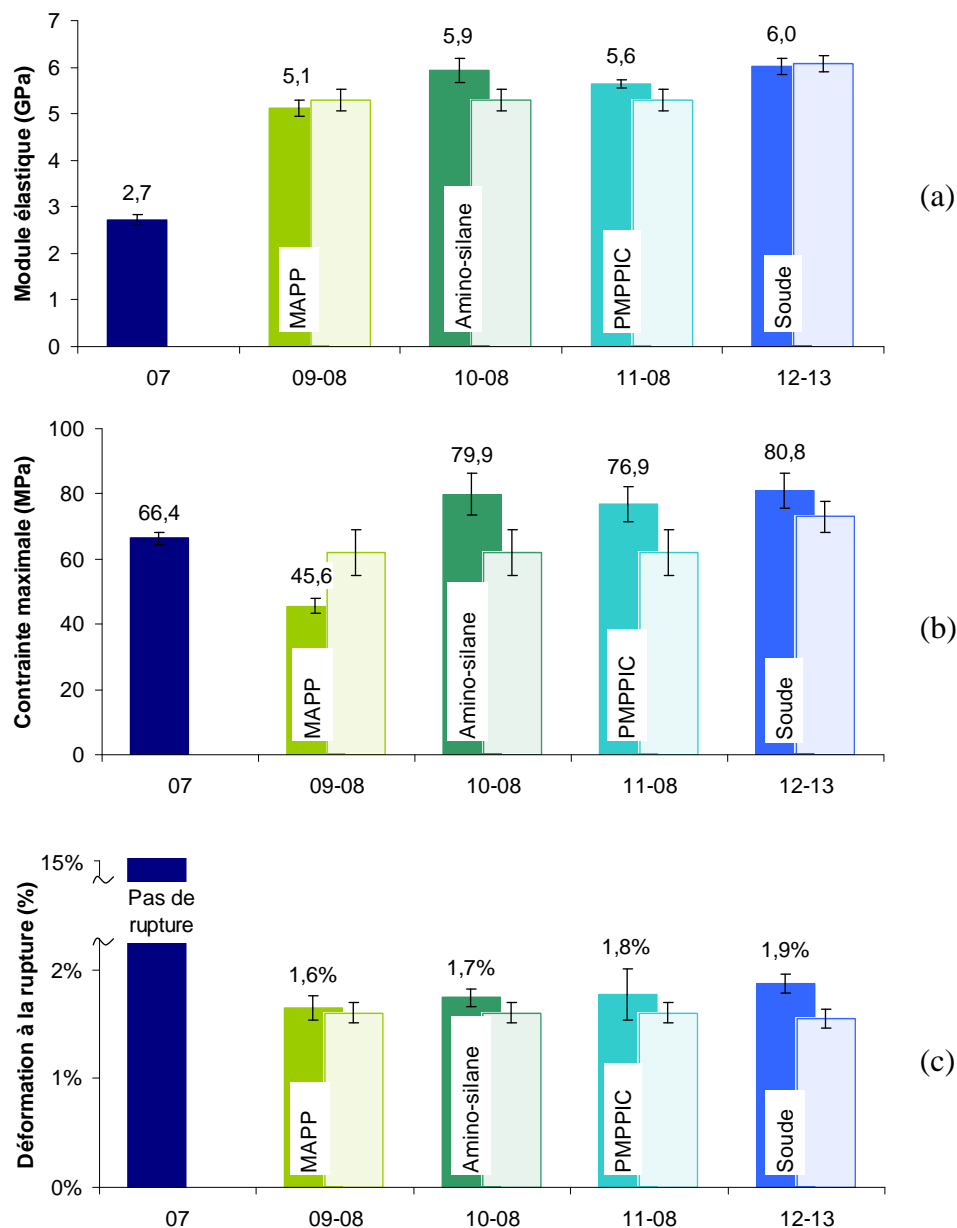 Module élastique (GPa)
7
6
5
4
3
2
1
0
2,7
5,1
5,9
5,6
6,0
MAPP
Amino-silane
PMPPIC
Soude
07
09-08
10-08
11-08
12-13
(a)
Contrainte maximale (MPa)
100
80
60
40
20
0
66,4
45,6
79,9
76,9
80,8
MAPP
Amino-silane
PMPPIC
Soude
07
09-08
10-08
11-08
12-13
(b)
Déformation à la rupture (%)
15%
2%
1%
0%
Pas de
rupture
1,6%
1,7%
1,8%
1,9%
MAPP
Amino-silane
PMPPIC
Soude
07
09-08
10-08
11-08
12-13
(c)